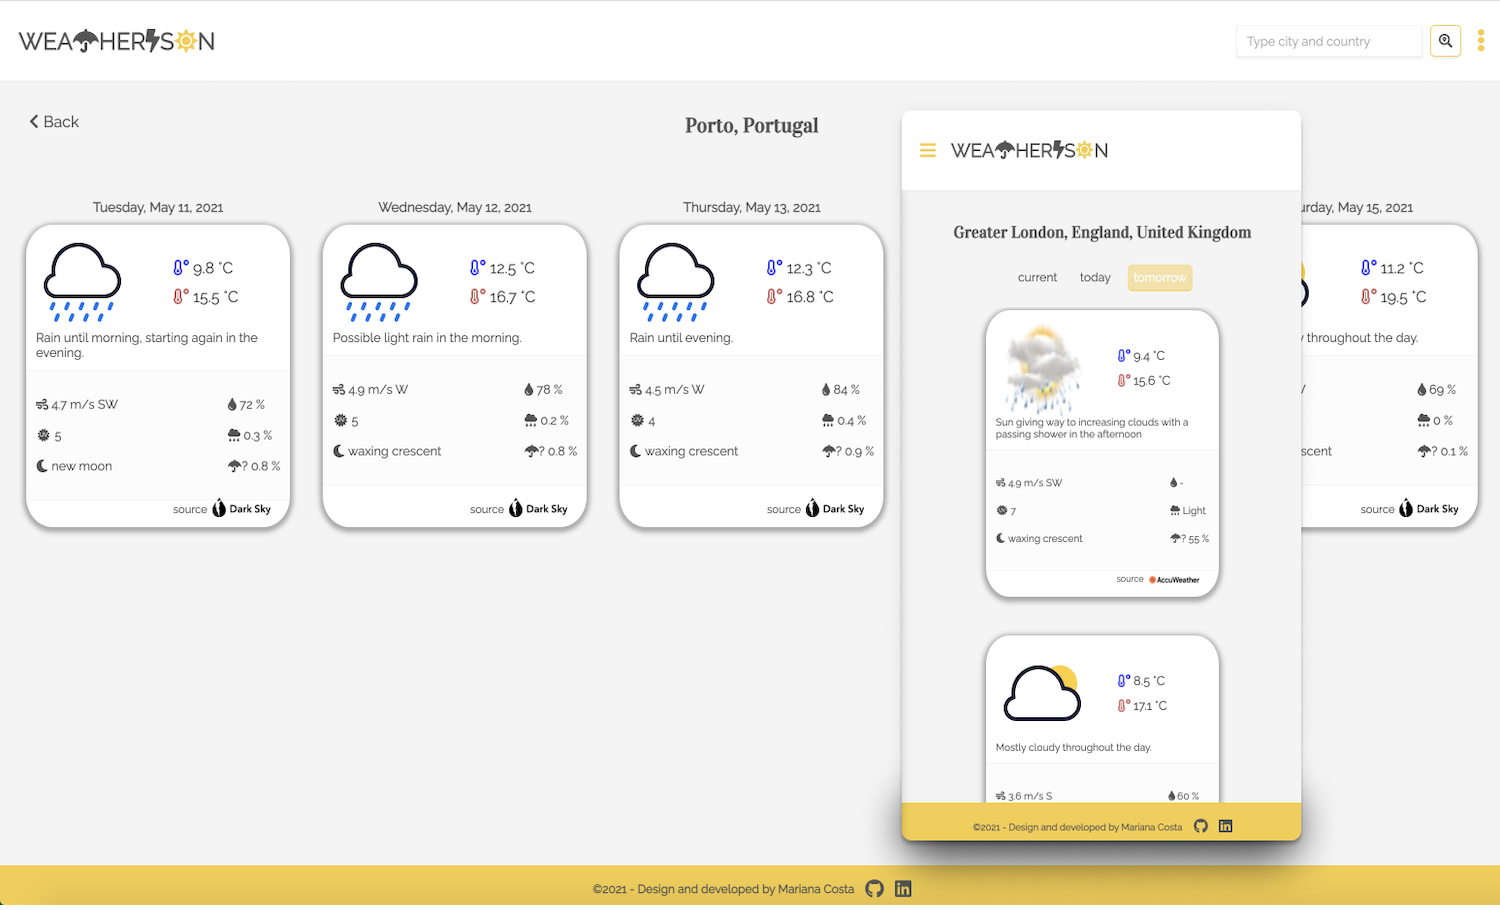 WEATHER SON
Type city and country
Back
Porto, Portugal
Tuesday, May 11, 2021
9.8 °C
15.5 °C
Rain until morning, starting again in the
evening.
4.7 m/s SW
72 %
5
0.3 %
new moon
? 0.8 %
source Dark Sky
Wednesday, May 12, 2021
12.5 °C
16.7 °C
Possible light rain in the morning.
4.9 m/s W
78 %
5
0.2 %
waxing crescent
? 0.8 %
source Dark Sky
Thursday, May 13, 2021
12.3 °C
16.8 °C
Rain until evening.
4.5 m/s W
84 %
4
0.4 %
waxing crescent
? 0.9 %
source Dark Sky
WEATHER SON
Greater London, England, United Kingdom
current today tomorrow
9.4 °C
15.6 °C
Sun giving way to increasing clouds with a
passing shower in the afternoon
4.9 m/s SW
-
7
Light
waxing crescent
? 55 %
source AccuWeather
8.5 °C
17.1 °C
Mostly cloudy throughout the day.
3.6 m/s S
60 %
©2021 - Design and developed by Mariana Costa
urday, May 15, 2021
11.2 °C
19.5 °C
throughout the day.
69 %
0 %
scent
? 0.1 %
source Dark Sky
©2021 - Design and developed by Mariana Costa